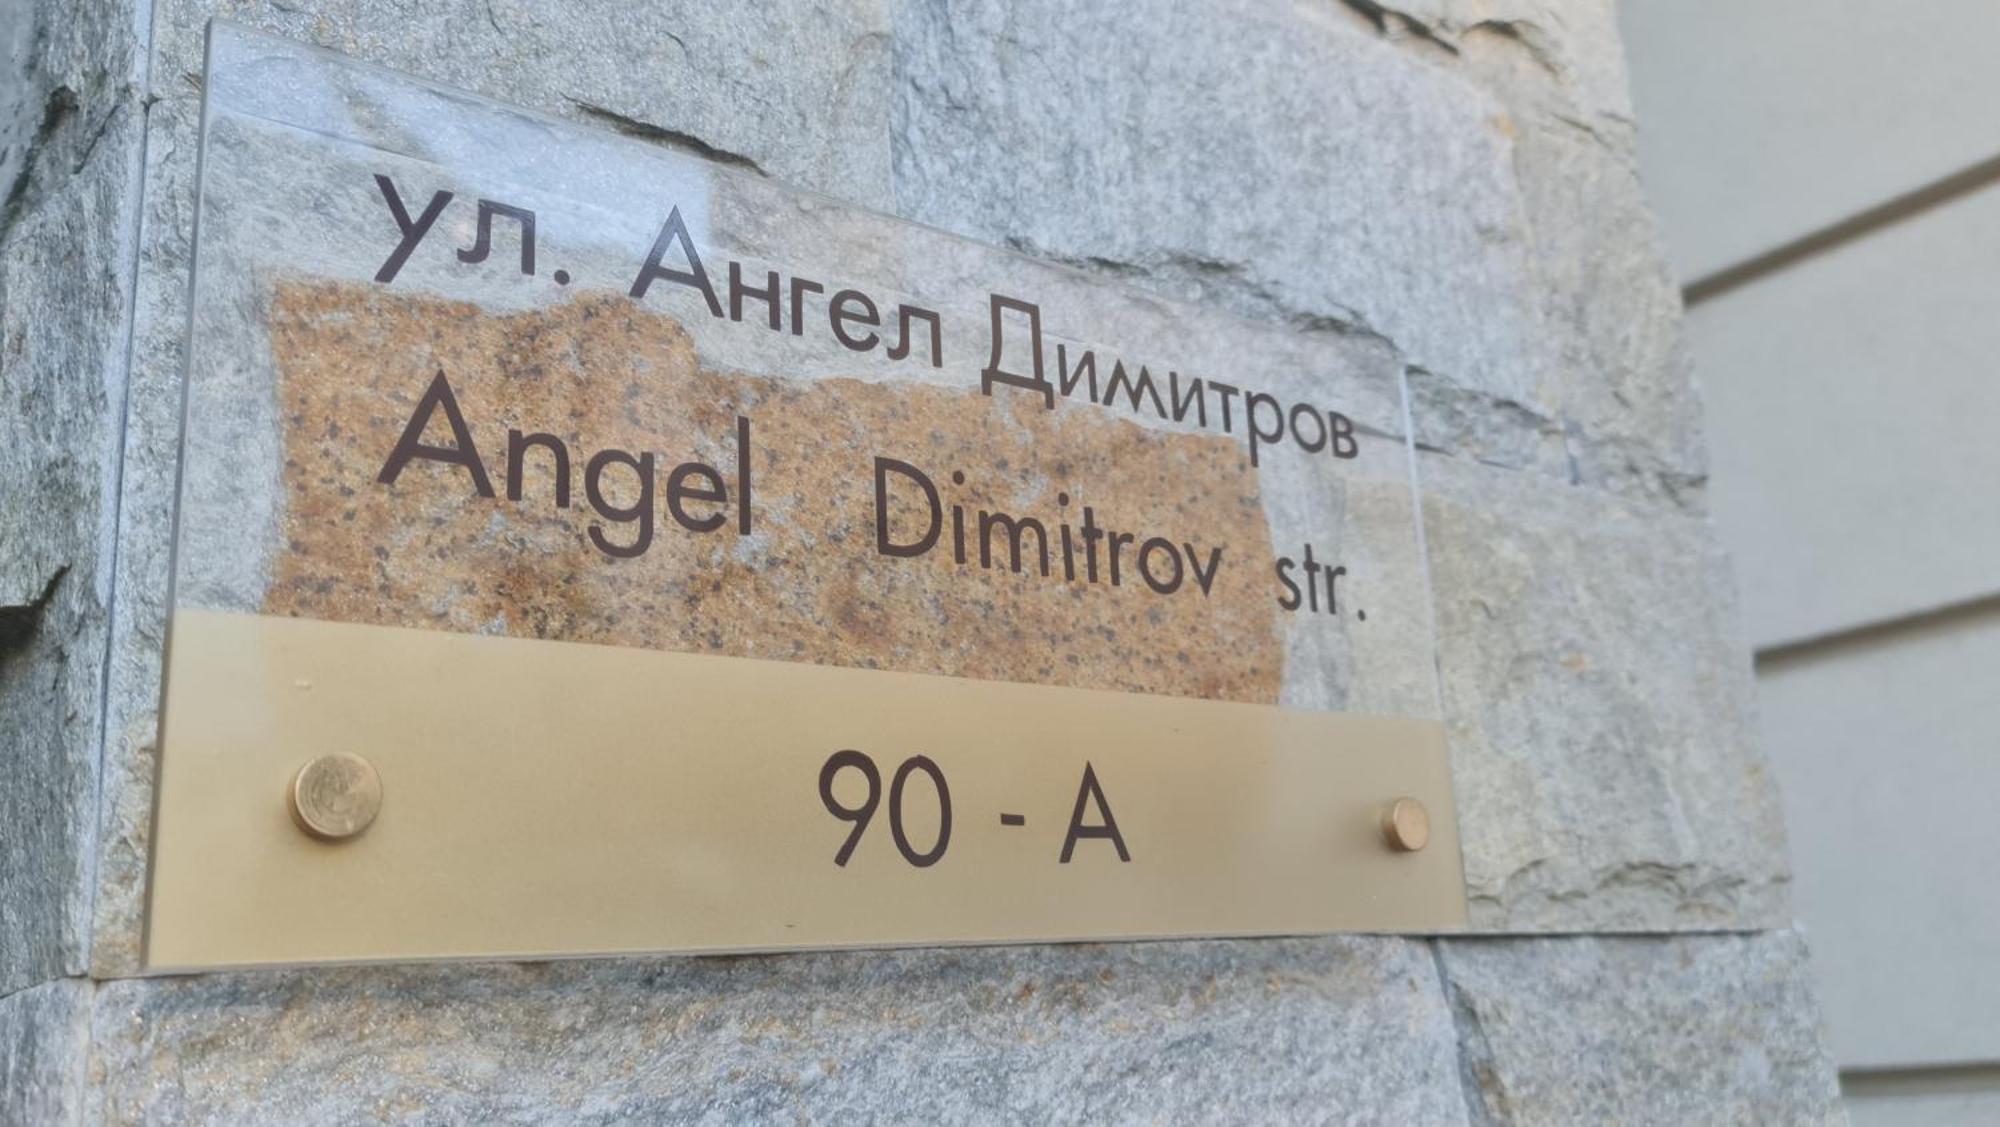 ул. Ангел Димитров
Angel Dimitrov str.
90 - A